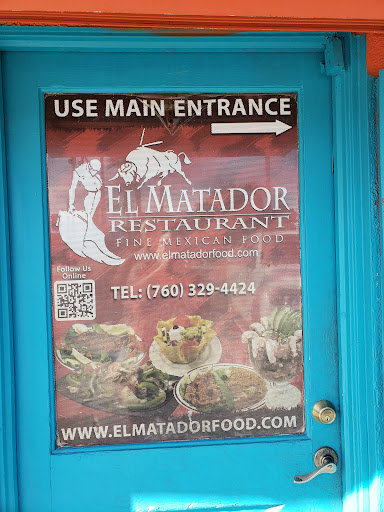 USE MAIN ENTRANCE
EL MATADOR
RESTAURANT
FINE MEXICAN FOOD
www.elmatadorfood.com
Follow Us
Online
TEL: (760) 329-4424
WWW.ELMATADORFOOD.COM